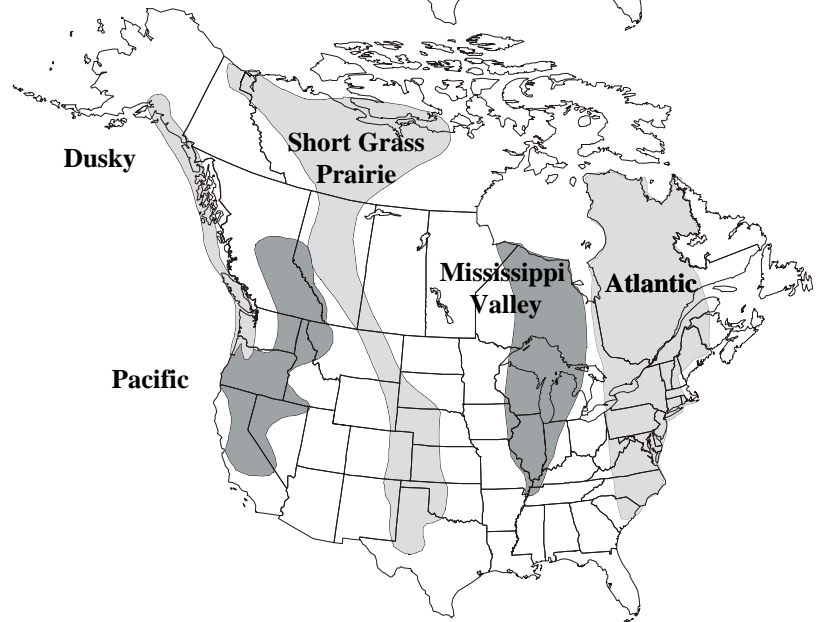 Short Grass
Prairie
Dusky
Mississippi
Valley
Atlantic
Pacific